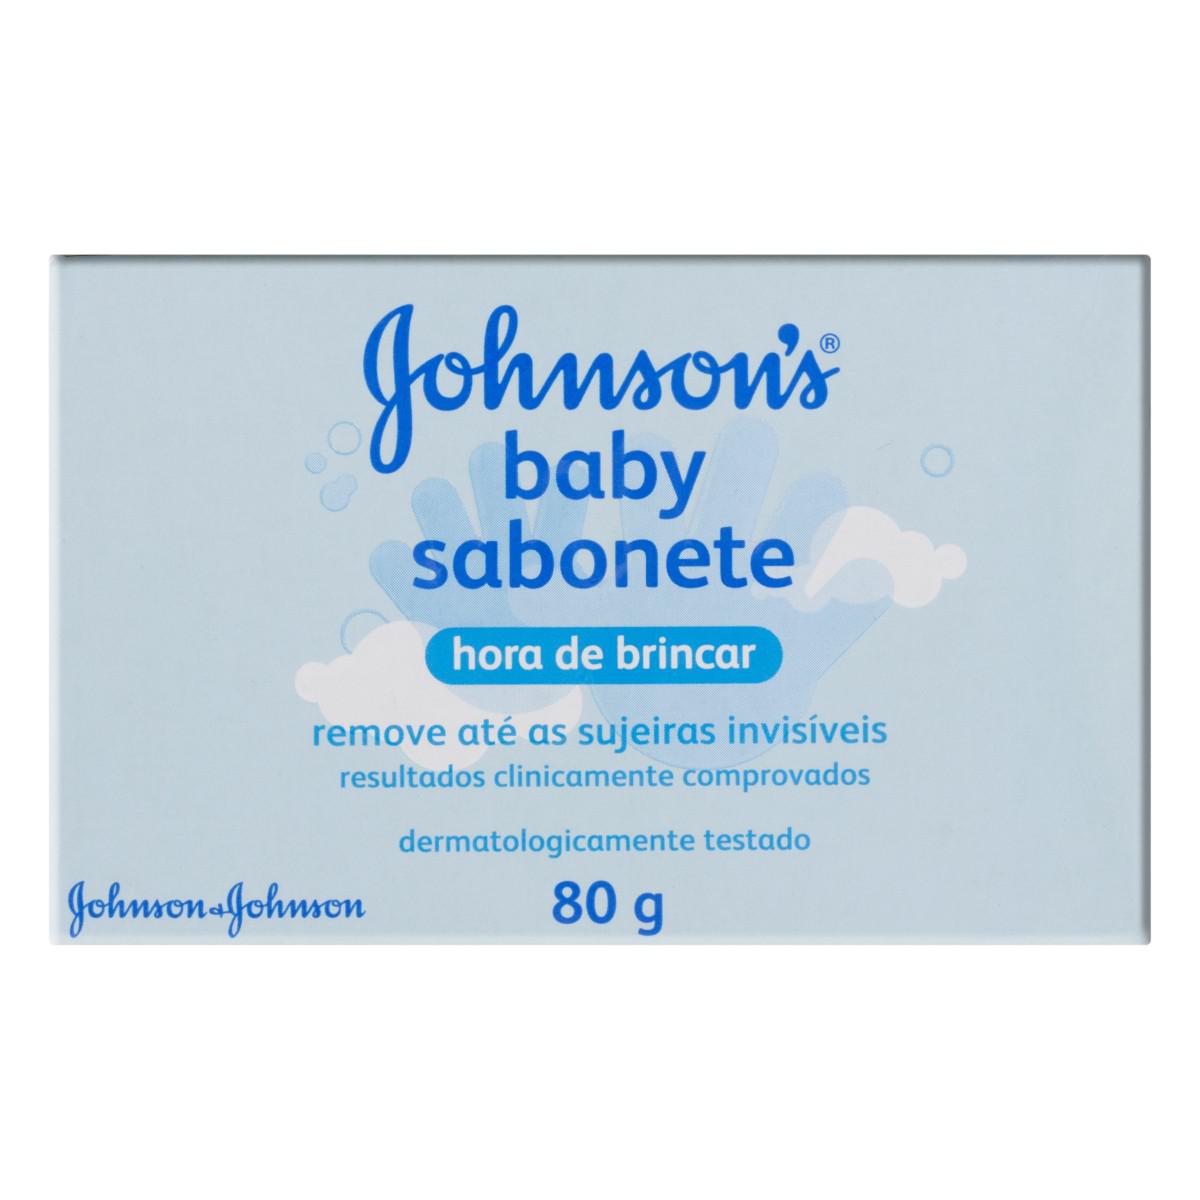 Johnson's®
baby
sabonete
hora de brincar
remove até as sujeiras invisíveis
resultados clinicamente comprovados
dermatologicamente testado
Johnson & Johnson
80 g